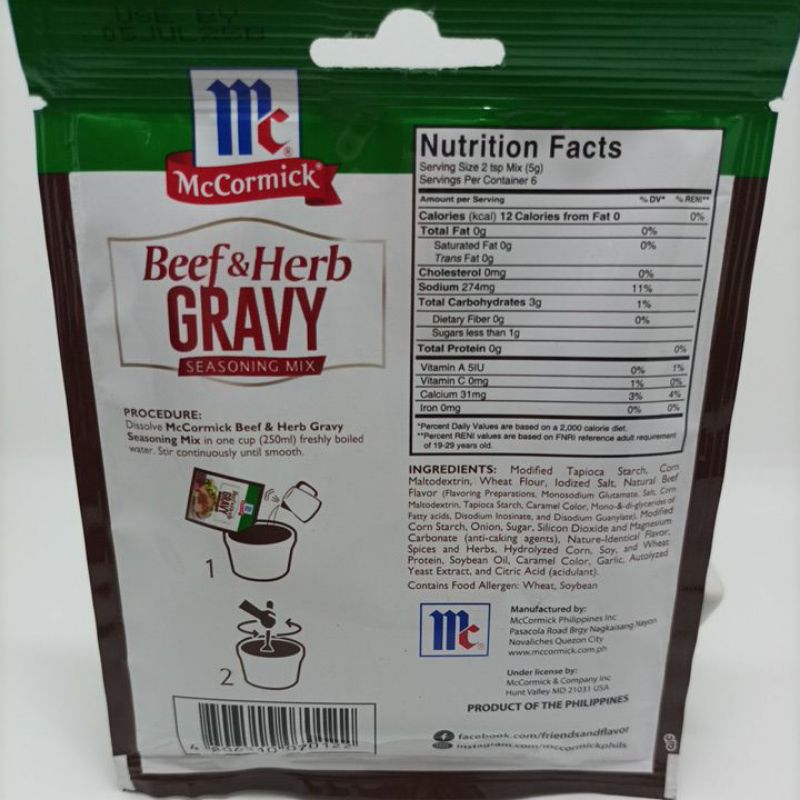 USE BY
Mc
McCormick®
Beef & Herb
GRAVY
SEASONING MIX
PROCEDURE:
Dissolve McCormick Beef & Herb Gravy
Seasoning Mix in one cup (250ml) freshly boiled
water. Stir continuously until smooth.
1
2
Nutrition Facts
Serving Size 2 tsp Mix (5g)
Servings Per Container 6
Amount per Serving %DV* %RENI**
Calories (kcal) 12 Calories from Fat 0 0%
Total Fat 0g 0%
Saturated Fat 0g 0%
Trans Fat 0g
Cholesterol 0mg 0%
Sodium 274mg 11%
Total Carbohydrates 3g 1%
Dietary Fiber 0g 0%
Sugars less than 1g
Total Protein 0g 0%
Vitamin A 5IU 0% 1%
Vitamin C 0mg 1% 0%
Calcium 31mg 3% 4%
Iron 0mg 0% 0%
*Percent Daily Values are based on a 2,000 calorie diet.
**Percent RENI values are based on FNRI reference adult requirement
of 19-29 years old.
INGREDIENTS: Modified Tapioca Starch, Corn
Maltodextrin, Wheat Flour, Iodized Salt, Natural Beef
Flavor (Flavoring Preparations, Monosodium Glutamate, Salt, Corn
Maltodextrin, Tapioca Starch, Caramel Color, Mono-&-di-glycerides of
Fatty acids, Disodium Inosinate, and Disodium Guanylate), Modified
Corn Starch, Onion, Sugar, Silicon Dioxide and Magnesium
Carbonate (anti-caking agents), Nature-Identical Flavor,
Spices and Herbs, Hydrolyzed Corn, Soy, and Wheat
Protein, Soybean Oil, Caramel Color, Garlic, Autolyzed
Yeast Extract, and Citric Acid (acidulant).
Contains Food Allergen: Wheat, Soybean
Mc
Manufactured by:
McCormick Philippines Inc
Pasacola Road Brgy Nagkaisang Nayon
Novaliches Quezon City
www.mccormick.com.ph
Under license by:
McCormick & Company Inc
Hunt Valley MD 21031 USA
PRODUCT OF THE PHILIPPINES
facebook.com/friendsandflavor
instagram.com/mccormickphils